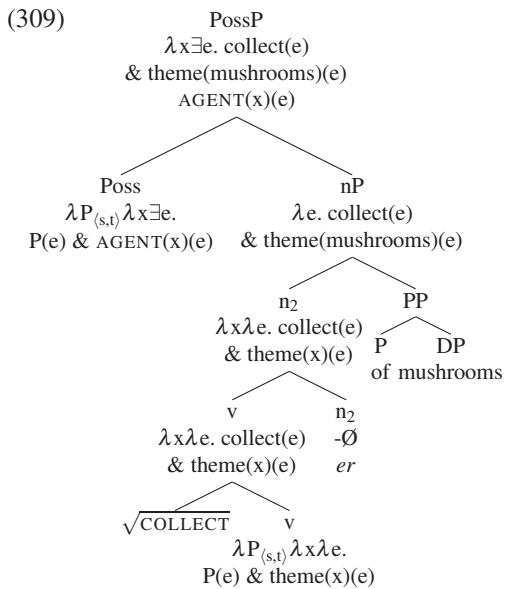 (309) PossP
λx∃e. collect(e)
& theme(mushrooms)(e)
AGENT(x)(e)
Poss nP
λP⟨s,t⟩λx∃e. λe. collect(e)
P(e) & AGENT(x)(e) & theme(mushrooms)(e)
n₂ PP
λxλe. collect(e)
& theme(x)(e) P DP
of mushrooms
v n₂
λxλe. collect(e) -Ø
& theme(x)(e) er
√COLLECT v
λP⟨s,t⟩λxλe.
P(e) & theme(x)(e)